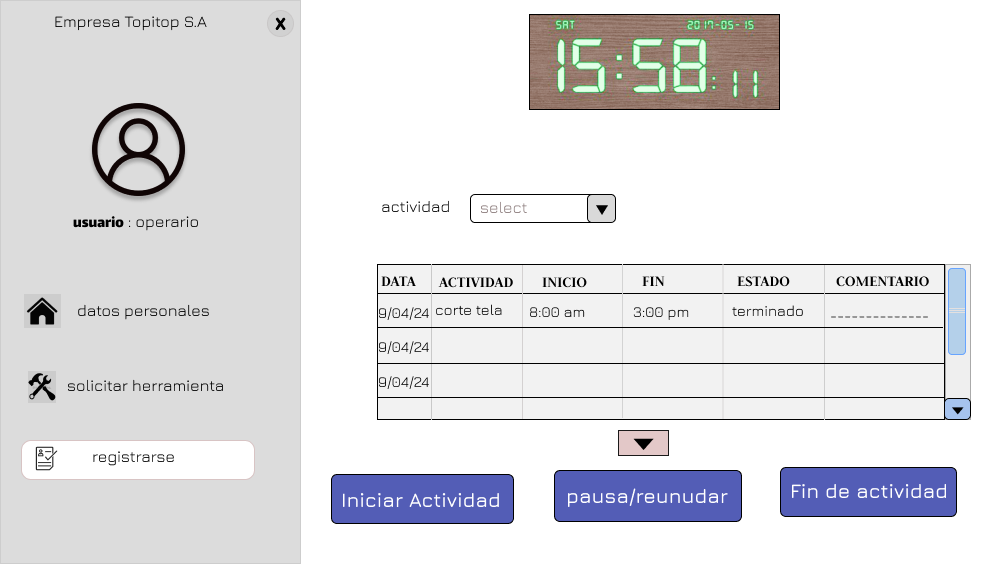 Empresa Topitop S.A
X
usuario : operario
datos personales
solicitar herramienta
registrarse
SAT 2017-05-15
15:58:11
actividad select
DATA ACTIVIDAD INICIO FIN ESTADO COMENTARIO
9/04/24 corte tela 8:00 am 3:00 pm terminado ______________
9/04/24
9/04/24
Iniciar Actividad pausa/reunudar Fin de actividad